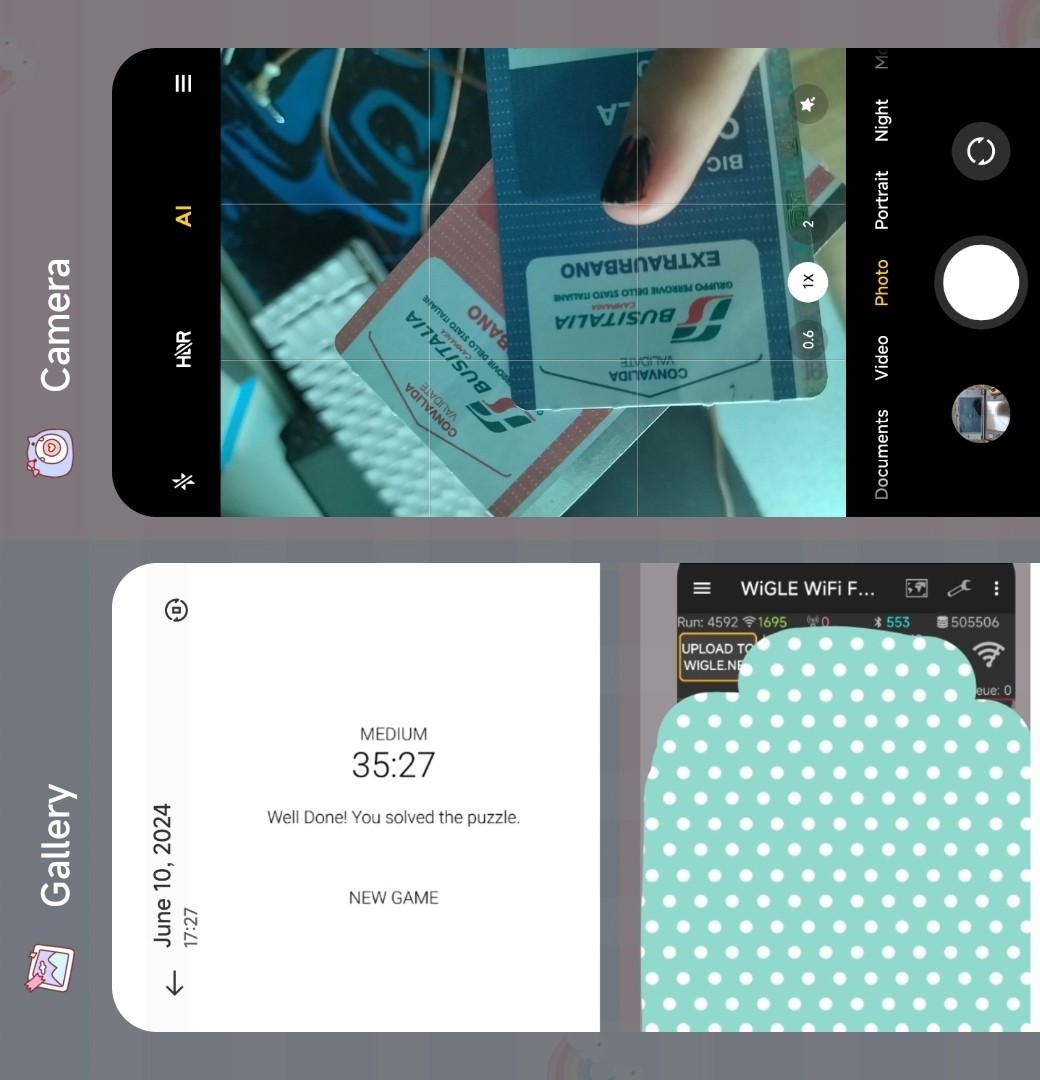 Camera
HDR
AI
0.6
1X
2
Documents
Video
Photo
Portrait
Night
CONVALIDA
VALIDATE
BUSITALIA
CAMPANIA
GRUPPO FERROVIE DELLO STATO ITALIANE
EXTRAURBANO
BIG
CONVALIDA
VALIDATE
BUSITALIA
CAMPANIA
DELLO STATO ITALIANE
Gallery
June 10, 2024
17:27
MEDIUM
35:27
Well Done! You solved the puzzle.
NEW GAME
WiGLE WiFi F...
Run: 4592 1695 0 553 505506
UPLOAD TO
WIGLE.NE
eue: 0